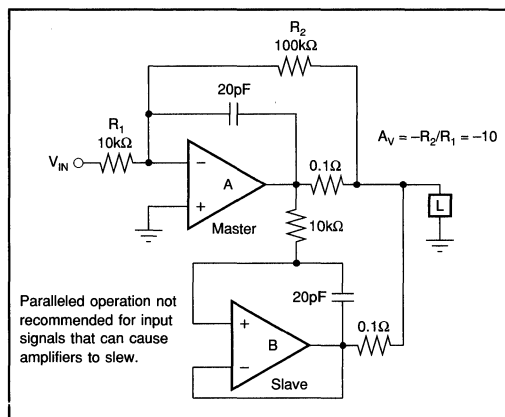 R2
100kΩ
20pF
R1
10kΩ
VIN
AV = –R2/R1 = –10
–
A
+
0.1Ω
Master
10kΩ
L
20pF
Paralleled operation not
recommended for input
signals that can cause
amplifiers to slew.
+
B
–
0.1Ω
Slave